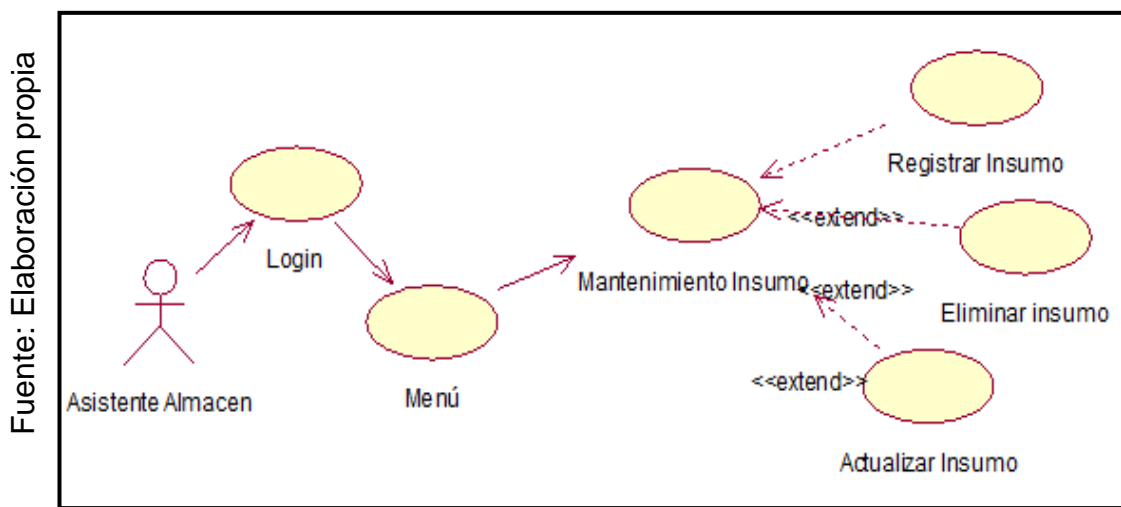 Fuente: Elaboración propia
Registrar Insumo
Login
<<extend>>
Mantenimiento Insumo
<<extend>>
Eliminar insumo
<<extend>>
Asistente Almacen
Menú
Actualizar Insumo